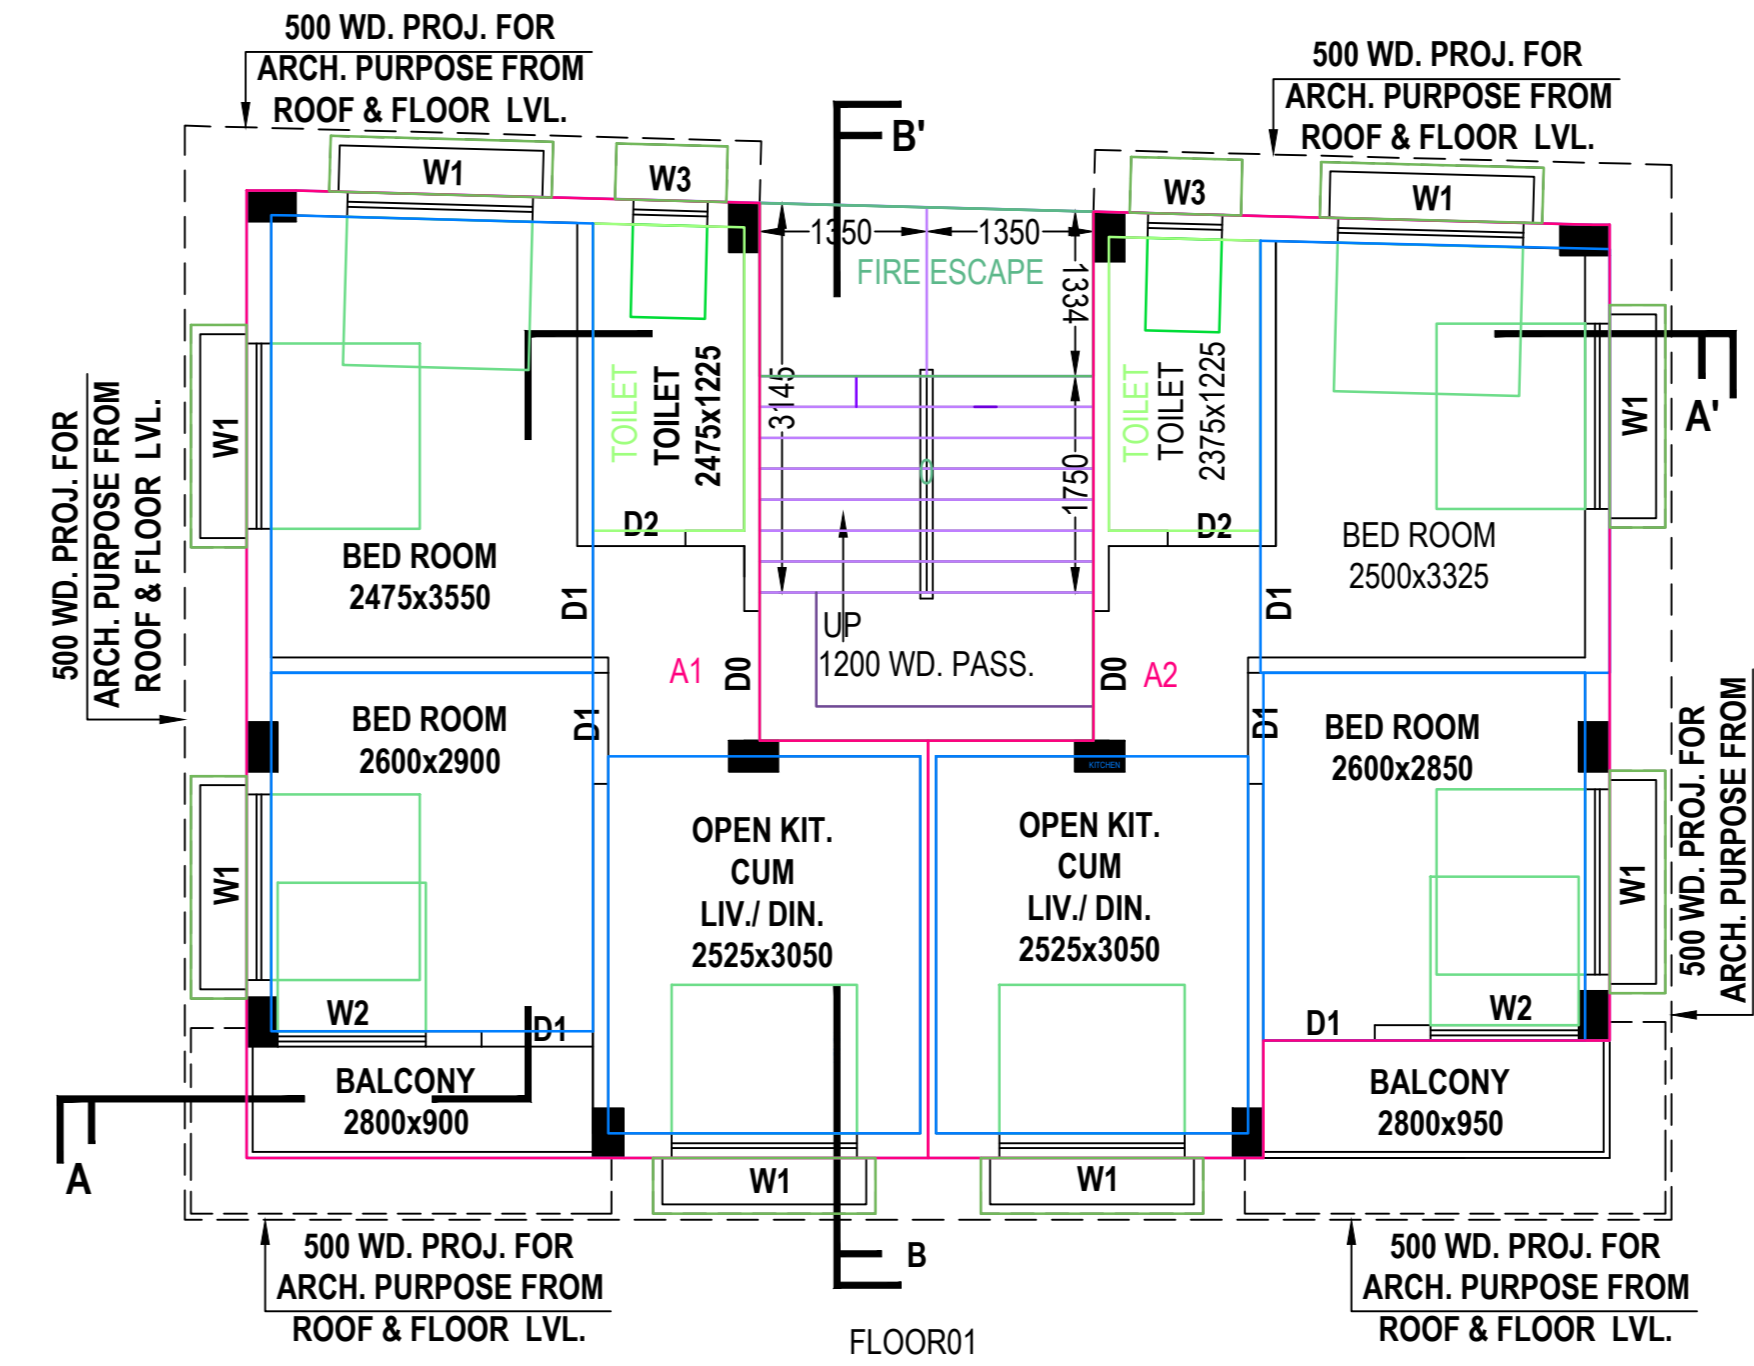 500 WD. PROJ. FOR
ARCH. PURPOSE FROM
ROOF & FLOOR LVL.
500 WD. PROJ. FOR
ARCH. PURPOSE FROM
ROOF & FLOOR LVL.
B'
W1
W3
W3
W1
1350
1350
FIRE ESCAPE
1334
3145
1750
TOILET
TOILET
2475x1225
TOILET
TOILET
2375x1225
W1
W1
A'
500 WD. PROJ. FOR
ARCH. PURPOSE FROM
ROOF & FLOOR LVL.
D2
D2
BED ROOM
2475x3550
BED ROOM
2500x3325
D1
D1
UP
1200 WD. PASS.
A1
D0
D0
A2
BED ROOM
2600x2900
D1
D1
BED ROOM
2600x2850
KITCHEN
OPEN KIT.
CUM
LIV./ DIN.
2525x3050
OPEN KIT.
CUM
LIV./ DIN.
2525x3050
W1
W1
500 WD. PROJ. FOR
ARCH. PURPOSE FROM
W2
D1
D1
W2
BALCONY
2800x900
BALCONY
2800x950
A
W1
W1
B
500 WD. PROJ. FOR
ARCH. PURPOSE FROM
ROOF & FLOOR LVL.
500 WD. PROJ. FOR
ARCH. PURPOSE FROM
ROOF & FLOOR LVL.
FLOOR01